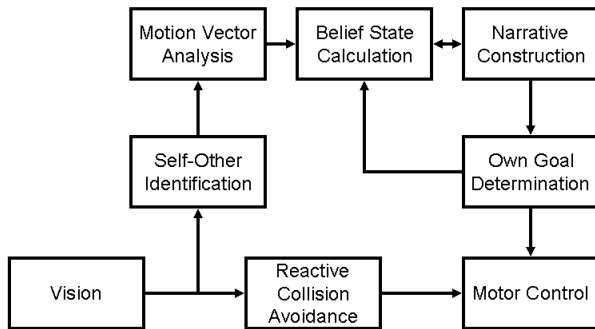 Motion Vector
Analysis
Belief State
Calculation
Narrative
Construction
Self-Other
Identification
Own Goal
Determination
Vision
Reactive
Collision
Avoidance
Motor Control